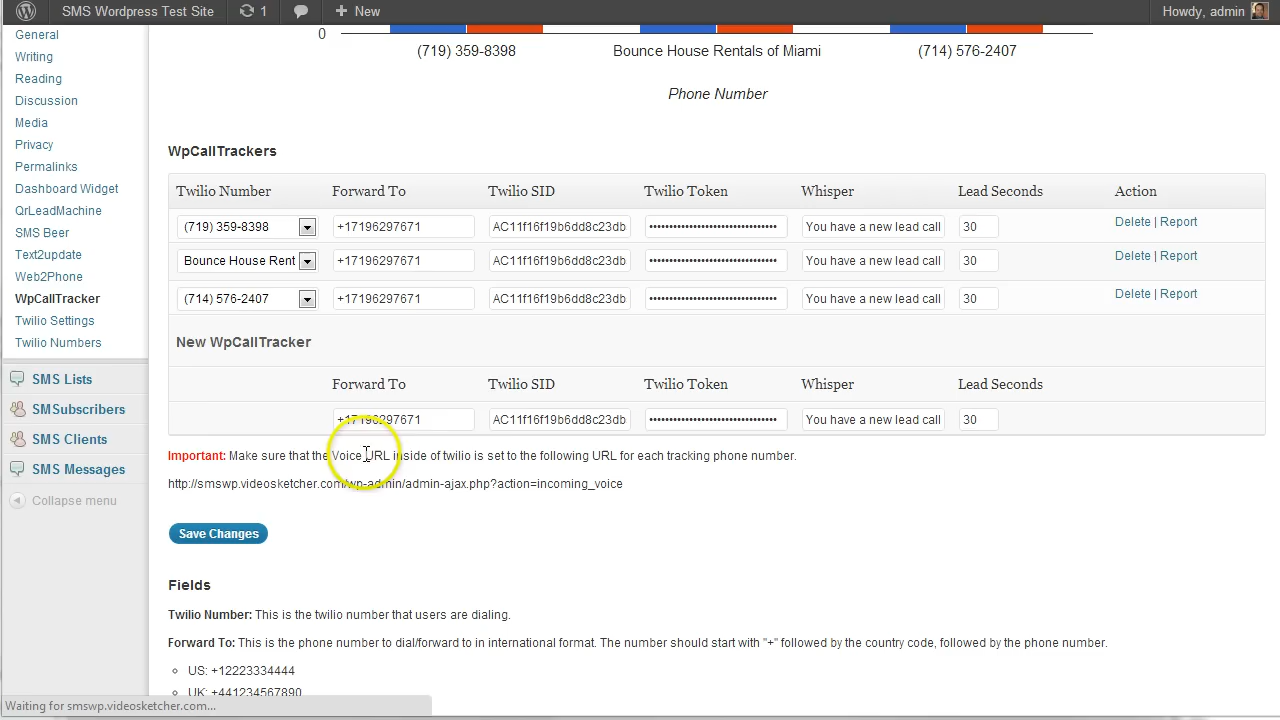 SMS Wordpress Test Site 1 New Howdy, admin
General
Writing
Reading
Discussion
Media
Privacy
Permalinks
Dashboard Widget
QrLeadMachine
SMS Beer
Text2update
Web2Phone
WpCallTracker
Twilio Settings
Twilio Numbers
SMS Lists
SMSubscribers
SMS Clients
SMS Messages
Collapse menu
0
(719) 359-8398 Bounce House Rentals of Miami (714) 576-2407
Phone Number
WpCallTrackers
Twilio Number Forward To Twilio SID Twilio Token Whisper Lead Seconds Action
(719) 359-8398 +17196297671 AC11f16f19b6dd8c23db •••••••••••••••••••••••••••••••• You have a new lead call 30 Delete | Report
Bounce House Rent +17196297671 AC11f16f19b6dd8c23db •••••••••••••••••••••••••••••••• You have a new lead call 30 Delete | Report
(714) 576-2407 +17196297671 AC11f16f19b6dd8c23db •••••••••••••••••••••••••••••••• You have a new lead call 30 Delete | Report
New WpCallTracker
Forward To Twilio SID Twilio Token Whisper Lead Seconds
+17196297671 AC11f16f19b6dd8c23db •••••••••••••••••••••••••••••••• You have a new lead call 30
Important: Make sure that the Voice URL inside of twilio is set to the following URL for each tracking phone number.
http://smswp.videosketcher.com/wp-admin/admin-ajax.php?action=incoming_voice
Save Changes
Fields
Twilio Number: This is the twilio number that users are dialing.
Forward To: This is the phone number to dial/forward to in international format. The number should start with "+" followed by the country code, followed by the phone number.
US: +12223334444
UK: +441234567890
Waiting for smswp.videosketcher.com...